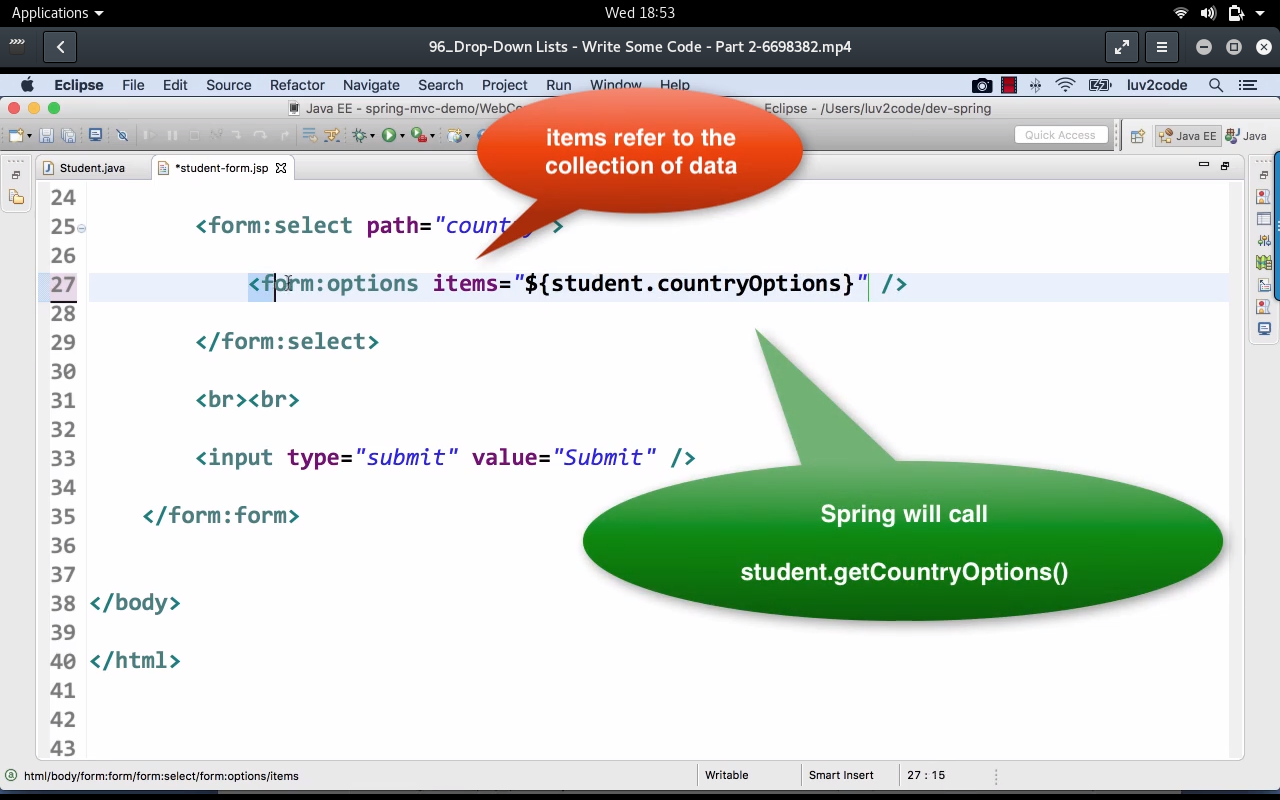 Applications
Wed 18:53
96_Drop-Down Lists - Write Some Code - Part 2-6698382.mp4
Eclipse File Edit Source Refactor Navigate Search Project Run Window Help luv2code
Java EE - spring-mvc-demo/WebCo
Eclipse - /Users/luv2code/dev-spring
Quick Access
Java EE
Java
Student.java
*student-form.jsp
items refer to the
collection of data
24
25 <form:select path="country">
26
27 <form:options items="${student.countryOptions}" />
28
29 </form:select>
30
31 <br><br>
32
33 <input type="submit" value="Submit" />
34
35 </form:form>
36
37
38 </body>
39
40 </html>
41
42
43
Spring will call
student.getCountryOptions()
html/body/form:form/form:select/form:options/items
Writable
Smart Insert
27 : 15